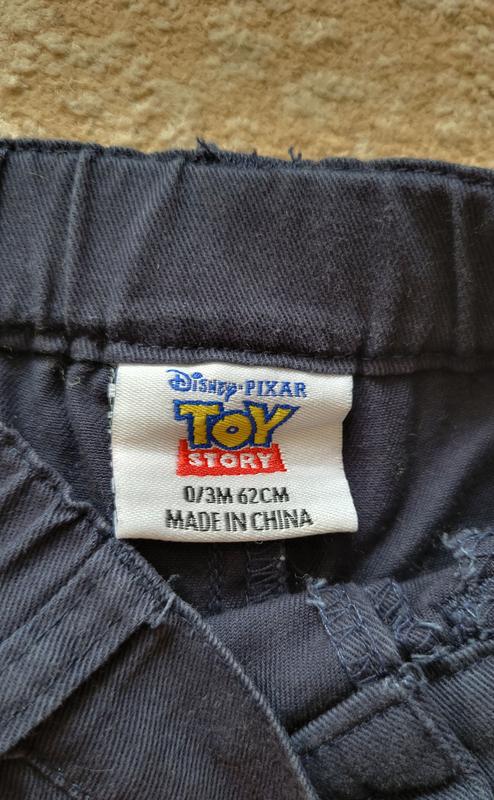 Disney·PIXAR
TOY
STORY
0/3M 62CM
MADE IN CHINA